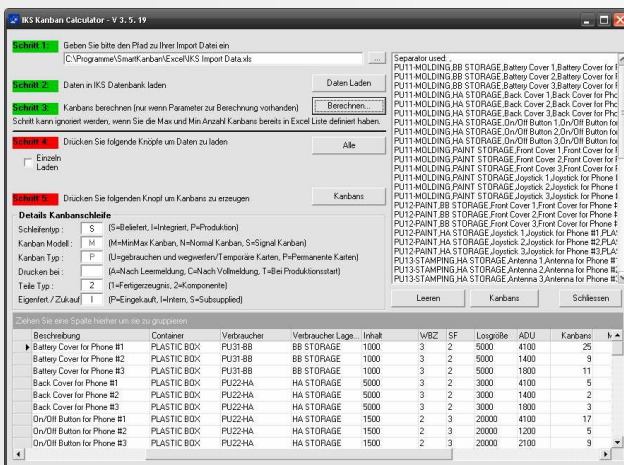 IKS Kanban Calculator - V 3. 5. 19
Schritt 1: Geben Sie bitte den Pfad zu Ihrer Import Datei ein
C:\Programme\SmartKanban\Excel\IKS Import Data.xls ...
Schritt 2: Daten in IKS Datenbank laden Daten Laden
Schritt 3: Kanbans berechnen (nur wenn Parameter zur Berechnung vorhanden) Berechnen...
Schritt kann ignoriert werden, wenn Sie die Max und Min Anzahl Kanbans bereits in Excel Liste definiert haben.
Schritt 4: Drücken Sie folgende Knöpfe um Daten zu laden Alle
Einzeln
Laden
Schritt 5: Drücken Sie folgenden Knopf um Kanbans zu erzeugen Kanbans
Details Kanbanschleife
Schleifentyp : S (S=Beliefert, I=Integriert, P=Produktion)
Kanban Modell : M (M=MinMax Kanban, N=Normal Kanban, S=Signal Kanban)
Kanban Typ : P (U=gebrauchen und wegwerfen/Temporäre Karten, P=Permanente Karten)
Drucken bei : (A=Nach Leermeldung, C=Nach Vollmeldung, T=Bei Produktionsstart)
Teile Typ : 2 (1=Fertigerzeugnis, 2=Komponente)
Eigenfert./Zukauf I (P=Eingekauft, I=Intern, S=Subsupplied)
Separator used: ,
PU11-MOLDING,BB STORAGE,Battery Cover 1,Battery Cover for
PU11-MOLDING,BB STORAGE,Battery Cover 2,Battery Cover for
PU11-MOLDING,BB STORAGE,Battery Cover 3,Battery Cover for
PU11-MOLDING,HA STORAGE,Back Cover 1,Back Cover for
PU11-MOLDING,HA STORAGE,Back Cover 2,Back Cover for
PU11-MOLDING,HA STORAGE,Back Cover 3,Back Cover for
PU11-MOLDING,HA STORAGE,On/Off Button 1,On/Off Button
PU11-MOLDING,HA STORAGE,On/Off Button 2,On/Off Button
PU11-MOLDING,HA STORAGE,On/Off Button 3,On/Off Button
PU11-MOLDING,PAINT STORAGE,Front Cover 1,Front Cover
PU11-MOLDING,PAINT STORAGE,Front Cover 2,Front Cover
PU11-MOLDING,PAINT STORAGE,Front Cover 3,Front Cover
PU11-MOLDING,PAINT STORAGE,Joystick 1,Joystick for Phone
PU11-MOLDING,PAINT STORAGE,Joystick 2,Joystick for Phone
PU11-MOLDING,PAINT STORAGE,Joystick 3,Joystick for Phone
PU12-PAINT,BB STORAGE,Front Cover 1,Front Cover for Phone
PU12-PAINT,BB STORAGE,Front Cover 2,Front Cover for Phone
PU12-PAINT,BB STORAGE,Front Cover 3,Front Cover for Phone
PU12-PAINT,HA STORAGE,Joystick 1,Joystick for Phone #1,PLA
PU12-PAINT,HA STORAGE,Joystick 2,Joystick for Phone #2,PLA
PU12-PAINT,HA STORAGE,Joystick 3,Joystick for Phone #3,PLA
PU13-STAMPING,HA STORAGE,Antenna 1,Antenna for Phone
PU13-STAMPING,HA STORAGE,Antenna 2,Antenna for Phone
PU13-STAMPING,HA STORAGE,Antenna 3,Antenna for Phone
Leeren Kanbans Schliessen
Ziehen Sie eine Spalte hierher um sie zu gruppieren
Beschreibung Container Verbraucher Verbraucher Lage... Inhalt WBZ SF Losgröße ADU Kanbans
Battery Cover for Phone #1 PLASTIC BOX PU31-BB BB STORAGE 1000 3 2 5000 4100 25
Battery Cover for Phone #2 PLASTIC BOX PU31-BB BB STORAGE 1000 3 2 5000 1400 9
Battery Cover for Phone #3 PLASTIC BOX PU31-BB BB STORAGE 1000 3 2 5000 1800 11
Back Cover for Phone #1 PLASTIC BOX PU22-HA HA STORAGE 5000 3 2 3000 4100 5
Back Cover for Phone #2 PLASTIC BOX PU22-HA HA STORAGE 5000 3 2 3000 1400 2
Back Cover for Phone #3 PLASTIC BOX PU22-HA HA STORAGE 5000 3 2 3000 1800 3
On/Off Button for Phone #1 PLASTIC BOX PU22-HA HA STORAGE 1500 2 3 20000 4100 17
On/Off Button for Phone #2 PLASTIC BOX PU22-HA HA STORAGE 1500 2 3 20000 1200 5
On/Off Button for Phone #3 PLASTIC BOX PU22-HA HA STORAGE 1500 2 3 20000 2100 9